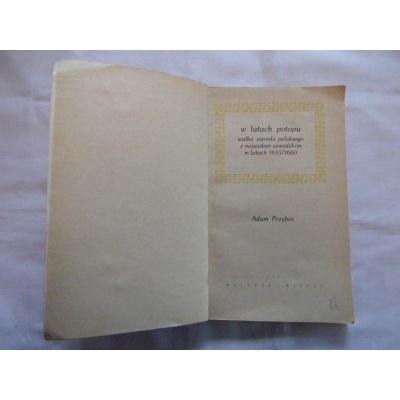 w latach potopu
walka narodu polskiego
z najazdem szwedzkim
w latach 1655/1660
Adam Przyboś